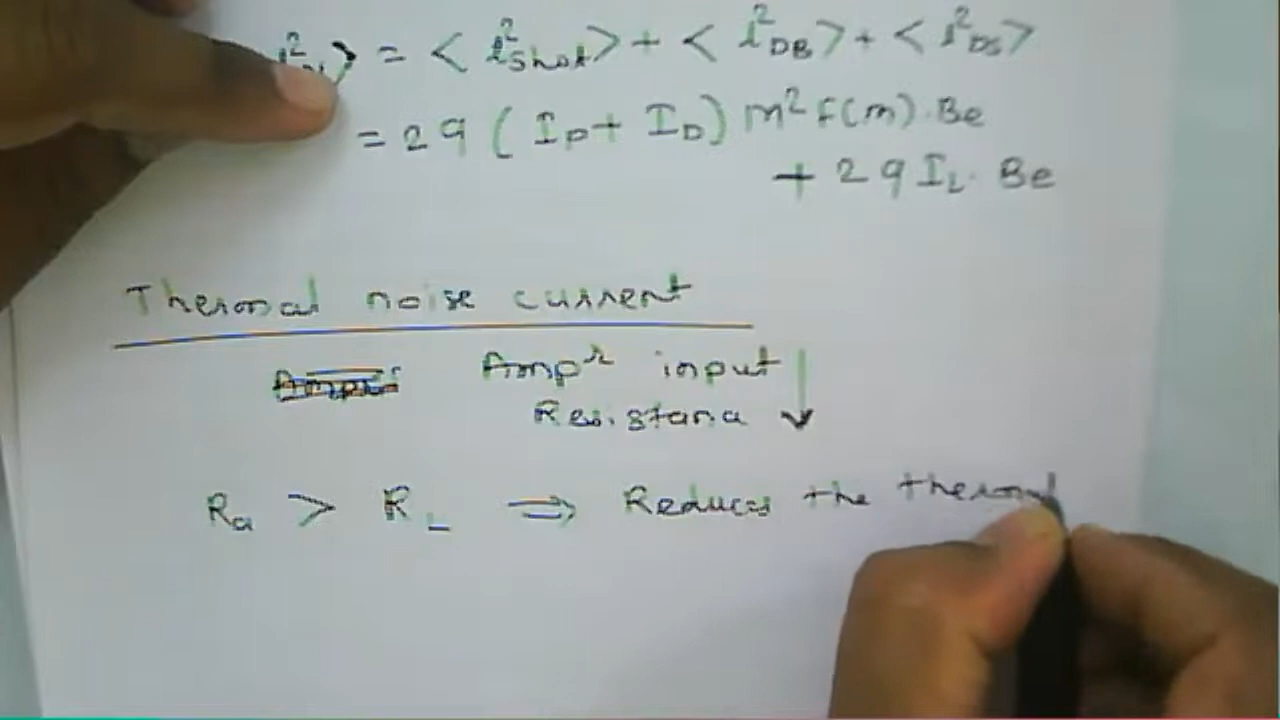 > = < i²shot > + < i²DB > + < i²DS >
= 2q ( IP + ID ) m² F(m). Be
+ 2q IL. Be
Thermal noise current
Ampr input
Resistance ↓
Ra > RL ⇒ Reduces the thermal